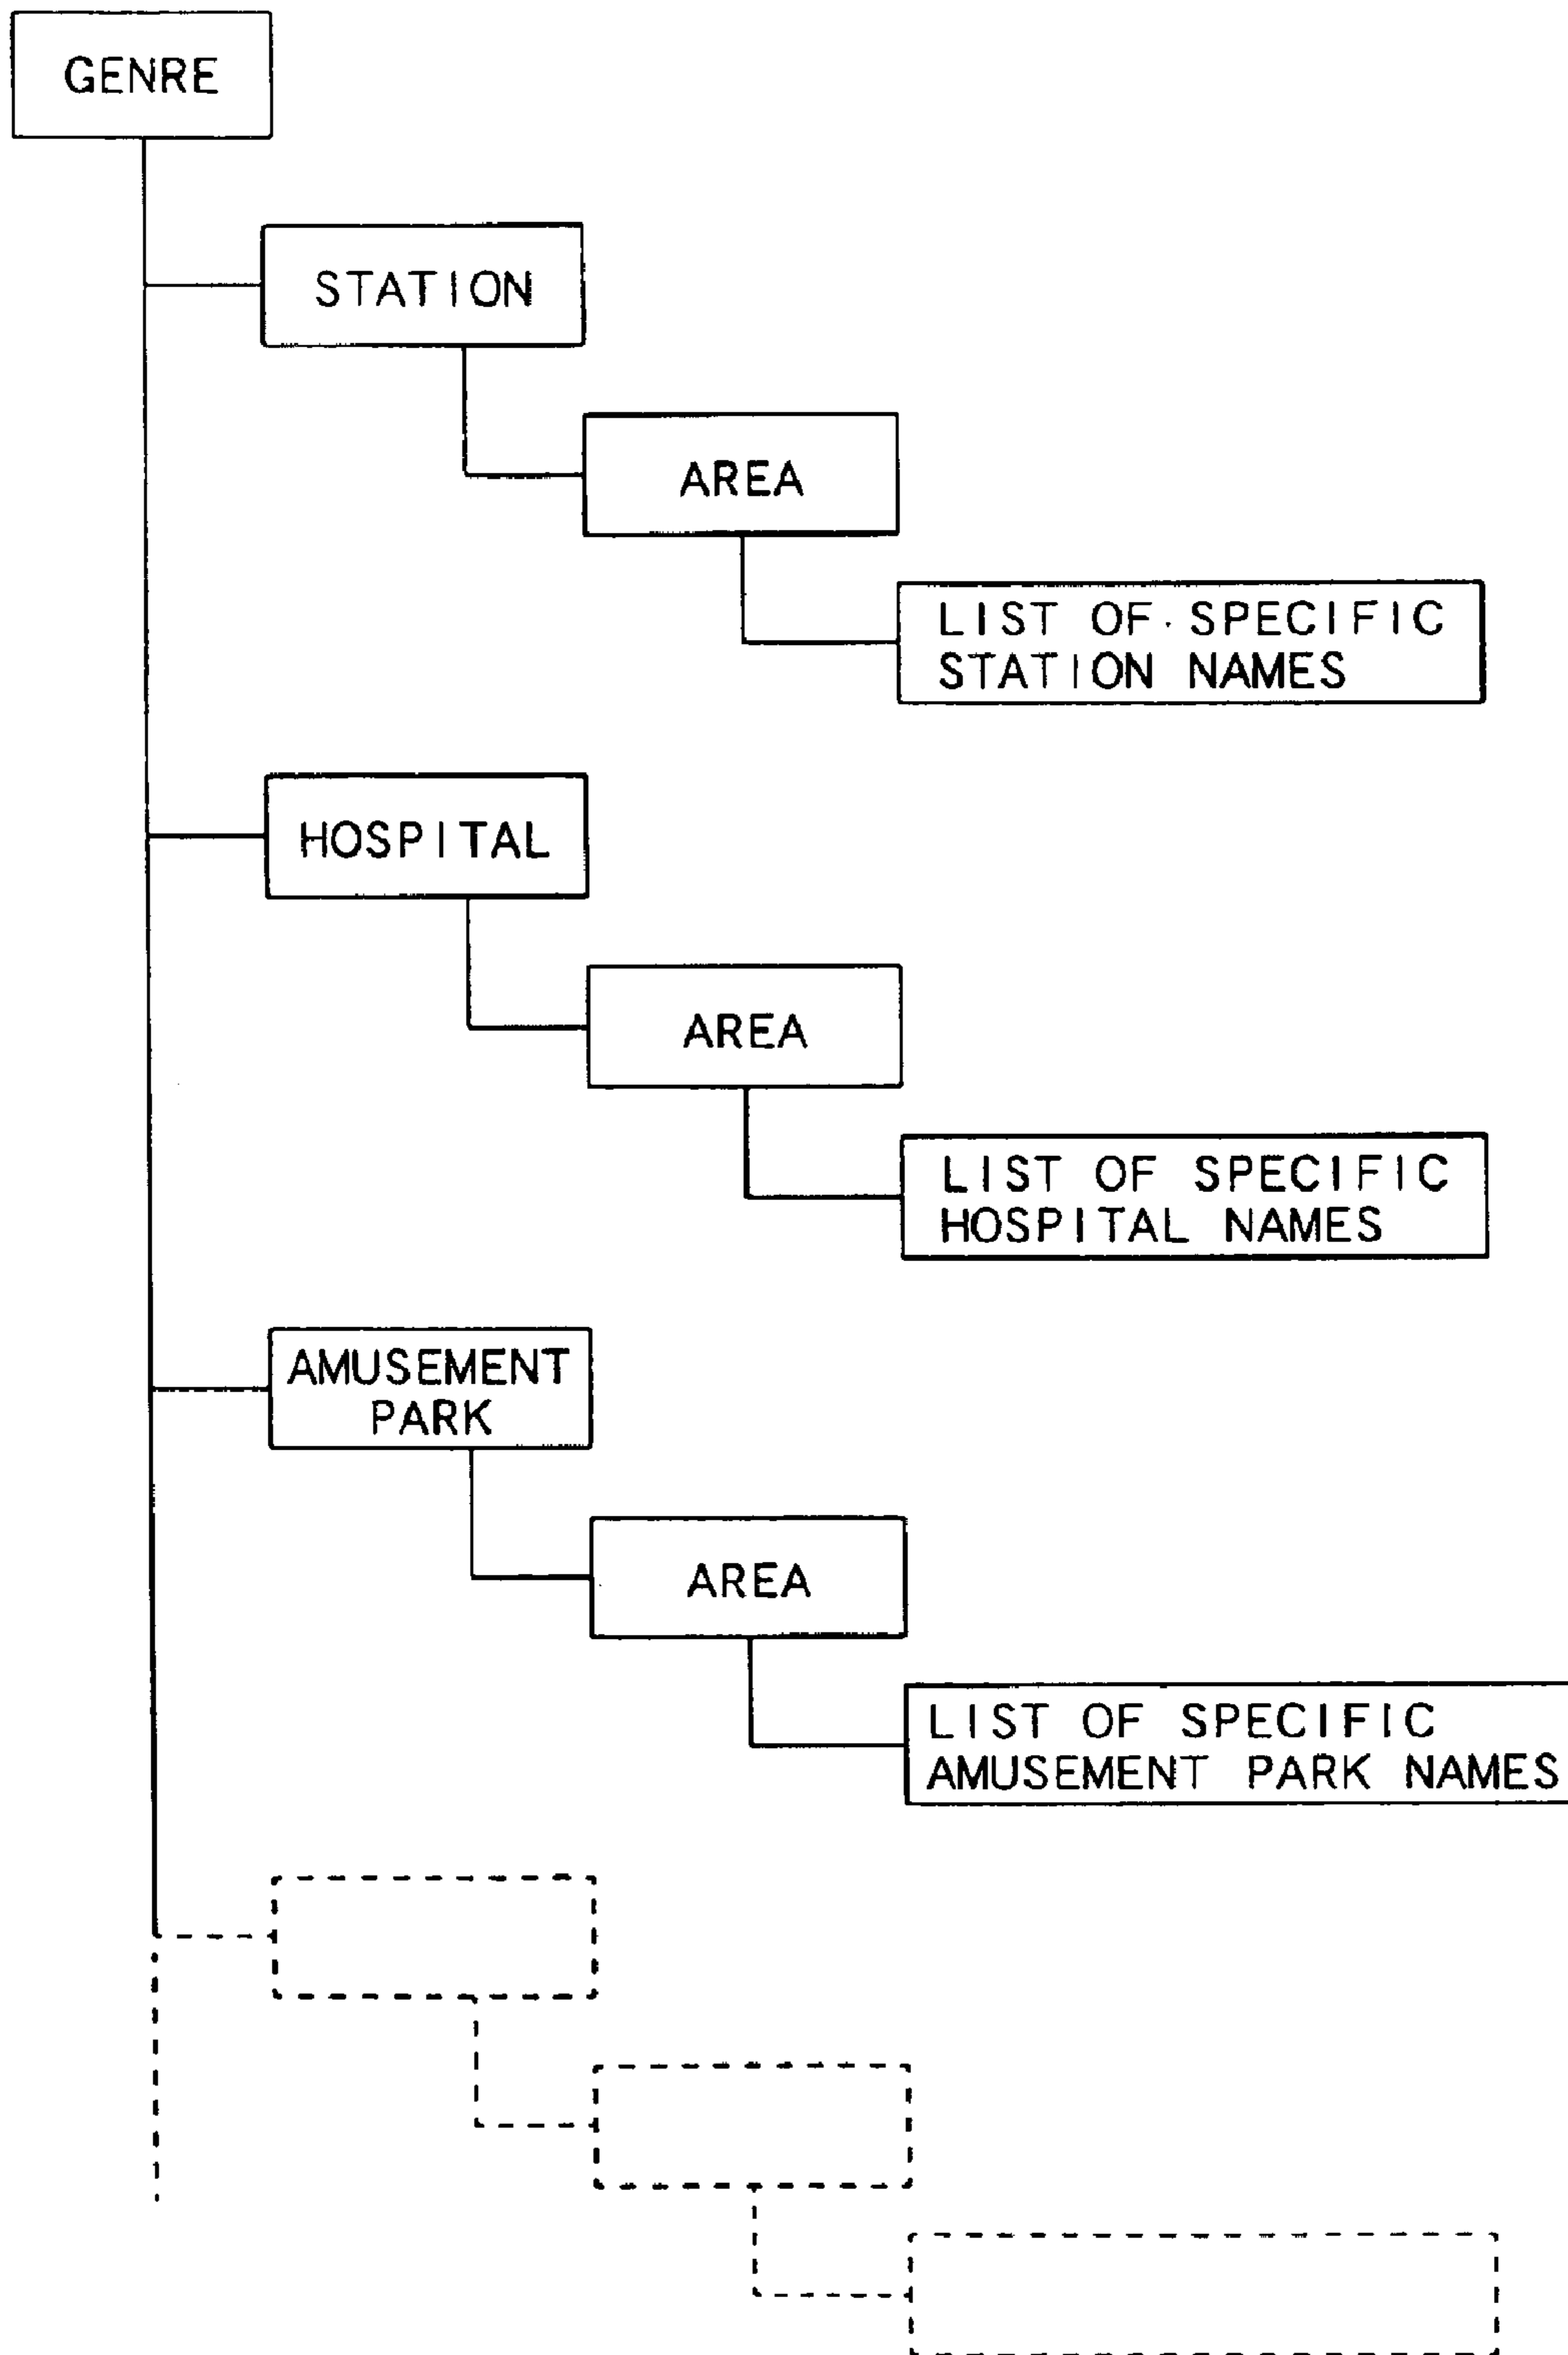 GENRE
STATION
AREA
LIST OF SPECIFIC
STATION NAMES
HOSPITAL
AREA
LIST OF SPECIFIC
HOSPITAL NAMES
AMUSEMENT
PARK
AREA
LIST OF SPECIFIC
AMUSEMENT PARK NAMES